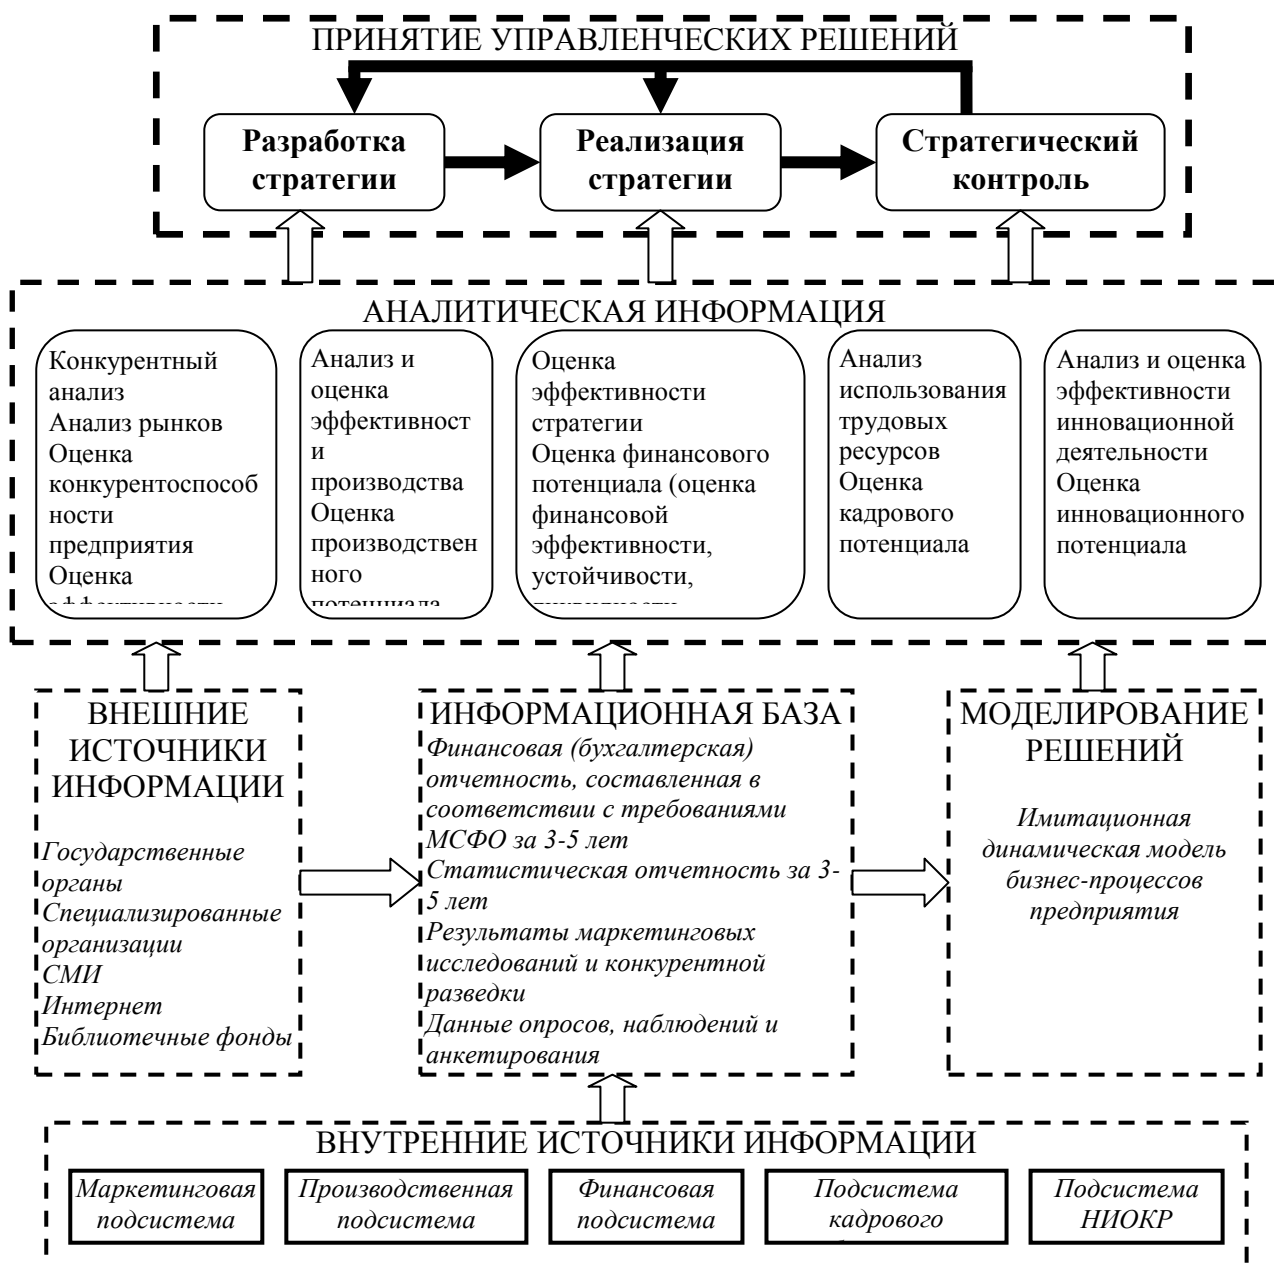 ПРИНЯТИЕ УПРАВЛЕНЧЕСКИХ РЕШЕНИЙ
Разработка
стратегии
Реализация
стратегии
Стратегический
контроль
АНАЛИТИЧЕСКАЯ ИНФОРМАЦИЯ
Конкурентный
анализ
Анализ рынков
Оценка
конкурентоспособ
ности
предприятия
Оценка
Анализ и
оценка
эффективност
и
производства
Оценка
производствен
ного
потенциала
Оценка
эффективности
стратегии
Оценка финансового
потенциала (оценка
финансовой
эффективности,
устойчивости,
Анализ
использования
трудовых
ресурсов
Оценка
кадрового
потенциала
Анализ и оценка
эффективности
инновационной
деятельности
Оценка
инновационного
потенциала
ВНЕШНИЕ
ИСТОЧНИКИ
ИНФОРМАЦИИ
Государственные
органы
Специализированные
организации
СМИ
Интернет
Библиотечные фонды
ИНФОРМАЦИОННАЯ БАЗА
Финансовая (бухгалтерская)
отчетность, составленная в
соответствии с требованиями
МСФО за 3-5 лет
Статистическая отчетность за 3-
5 лет
Результаты маркетинговых
исследований и конкурентной
разведки
Данные опросов, наблюдений и
анкетирования
МОДЕЛИРОВАНИЕ
РЕШЕНИЙ
Имитационная
динамическая модель
бизнес-процессов
предприятия
ВНУТРЕННИЕ ИСТОЧНИКИ ИНФОРМАЦИИ
Маркетинговая
подсистема
Производственная
подсистема
Финансовая
подсистема
Подсистема
кадрового
Подсистема
НИОКР